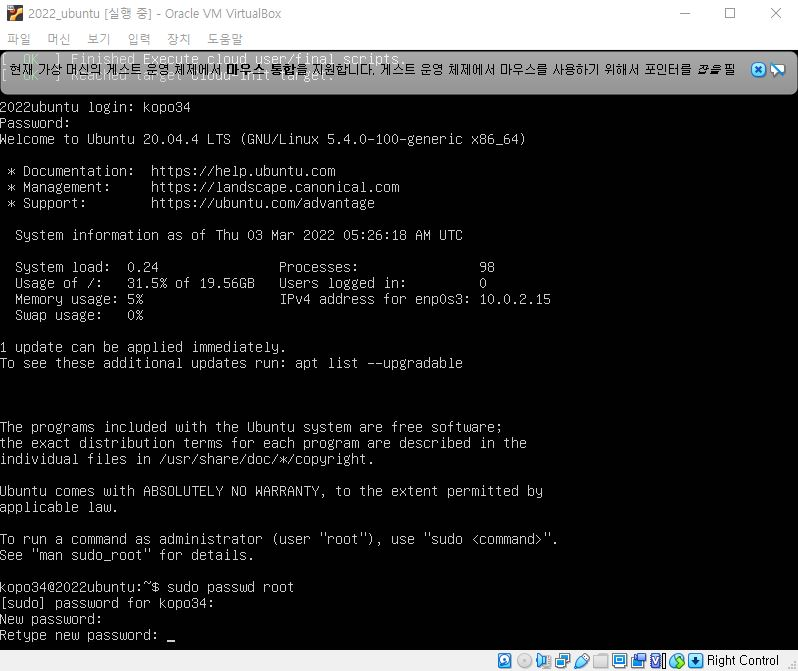 2022_ubuntu [실행 중] - Oracle VM VirtualBox
파일 머신 보기 입력 장치 도움말
[ OK ] Finished Execute cloud user/final scripts.
현재 가상 머신의 게스트 운영 체제에서 마우스 통합을 지원합니다. 게스트 운영 체제에서 마우스를 사용하기 위해서 포인터를 잡을 필
[ OK ] Reached target Cloud-init target.
2022ubuntu login: kopo34
Password:
Welcome to Ubuntu 20.04.4 LTS (GNU/Linux 5.4.0-100-generic x86_64)
* Documentation: https://help.ubuntu.com
* Management: https://landscape.canonical.com
* Support: https://ubuntu.com/advantage
System information as of Thu 03 Mar 2022 05:26:18 AM UTC
System load: 0.24 Processes: 98
Usage of /: 31.5% of 19.56GB Users logged in: 0
Memory usage: 5% IPv4 address for enp0s3: 10.0.2.15
Swap usage: 0%
1 update can be applied immediately.
To see these additional updates run: apt list --upgradable
The programs included with the Ubuntu system are free software;
the exact distribution terms for each program are described in the
individual files in /usr/share/doc/*/copyright.
Ubuntu comes with ABSOLUTELY NO WARRANTY, to the extent permitted by
applicable law.
To run a command as administrator (user "root"), use "sudo <command>".
See "man sudo_root" for details.
kopo34@2022ubuntu:~$ sudo passwd root
[sudo] password for kopo34:
New password:
Retype new password: _
Right Control